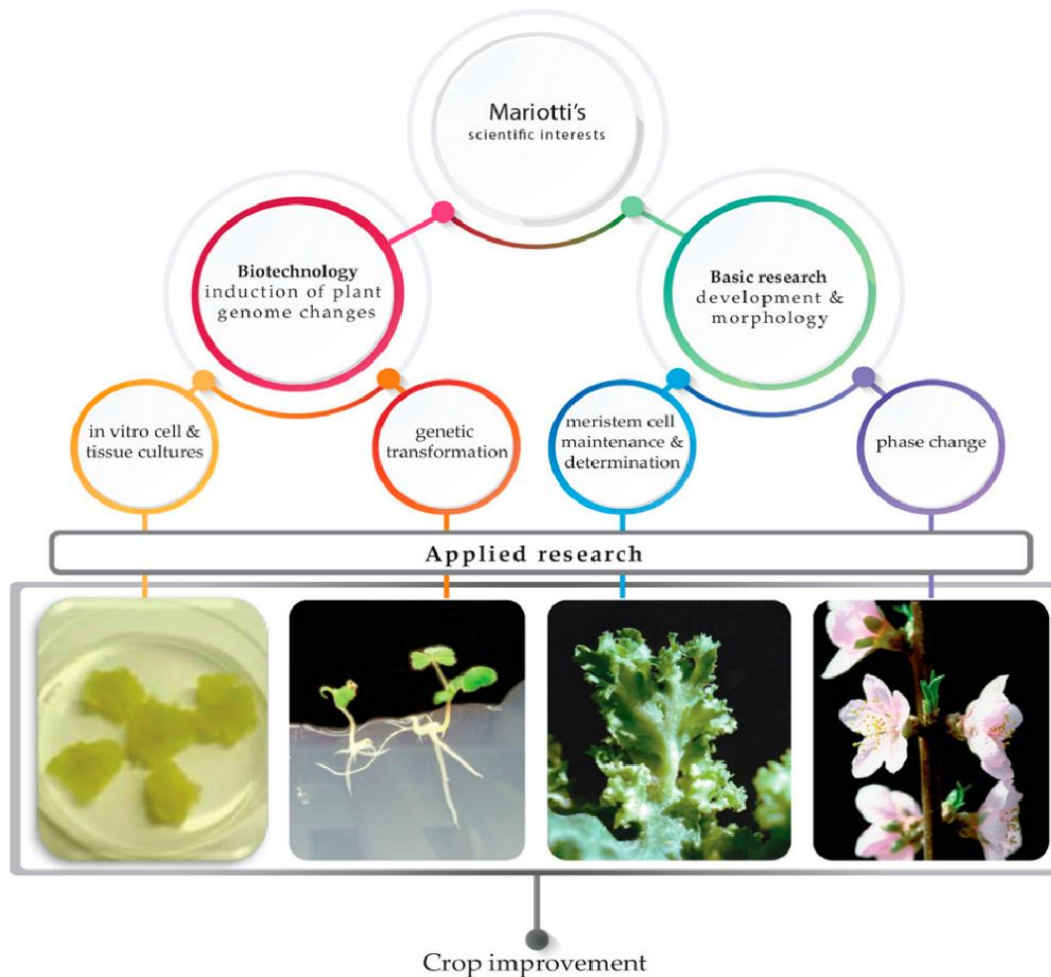 Mariotti's
scientific interests
Biotechnology
induction of plant
genome changes
Basic research
development &
morphology
in vitro cell &
tissue cultures
genetic
transformation
meristem cell
maintenance &
determination
phase change
Applied research
Crop improvement